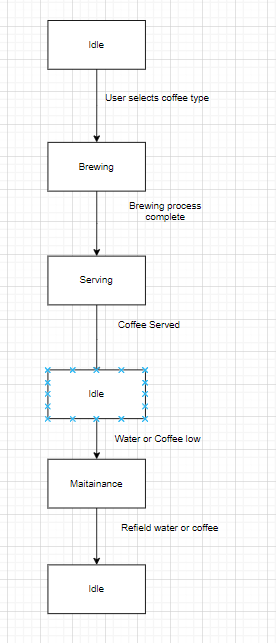 Idle
User selects coffee type
Brewing
Brewing process
complete
Serving
Coffee Served
Idle
Water or Coffee low
Maitainance
Refield water or coffee
Idle